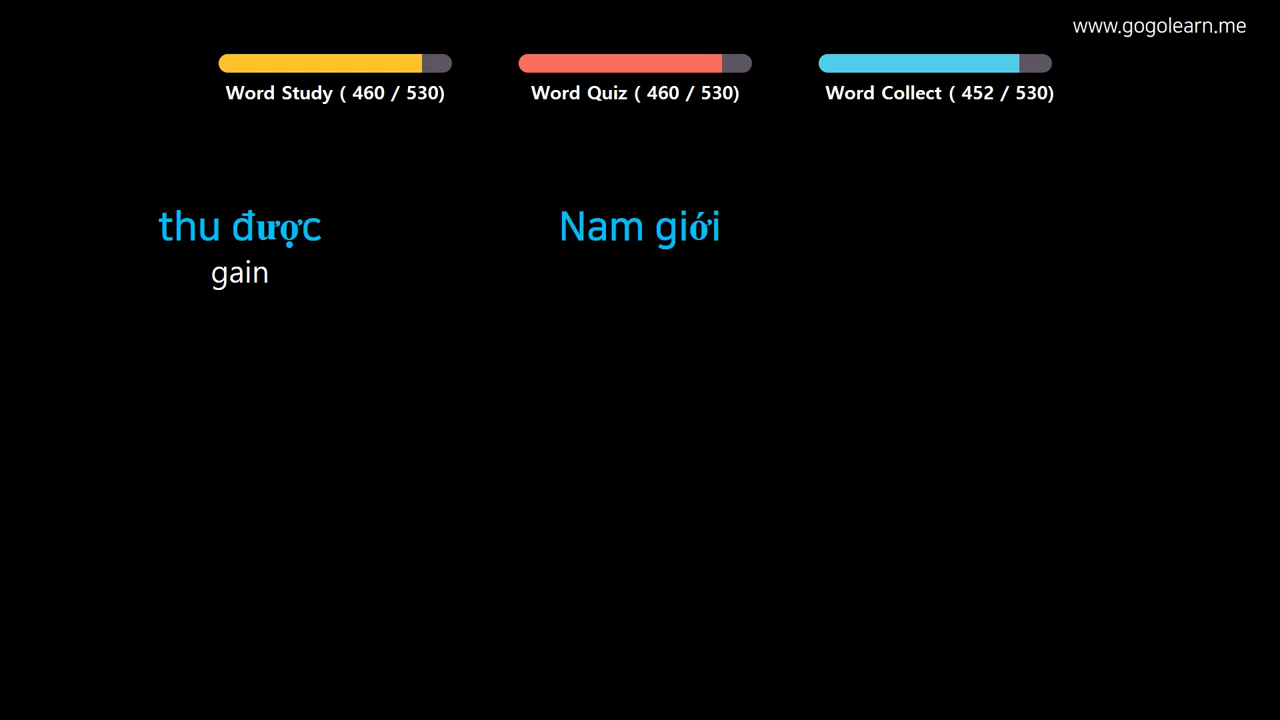 www.gogolearn.me
Word Study ( 460 / 530)
Word Quiz ( 460 / 530)
Word Collect ( 452 / 530)
thu được
gain
Nam giới